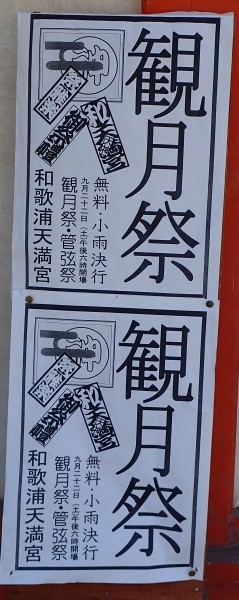 観月祭
無料・小雨決行
九月二十二日(土)午後六時開場
観月祭・管弦祭
和歌浦天満宮
観月祭
無料・小雨決行
九月二十二日(土)午後六時開場
観月祭・管弦祭
和歌浦天満宮